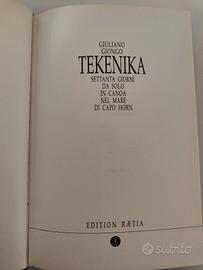 GIULIANO
GIONGO
TEKENIKA
SETTANTA GIORNI
DA SOLO
IN CANOA
NEL MARE
DI CAPO HORN
EDITION RÆTIA
subito